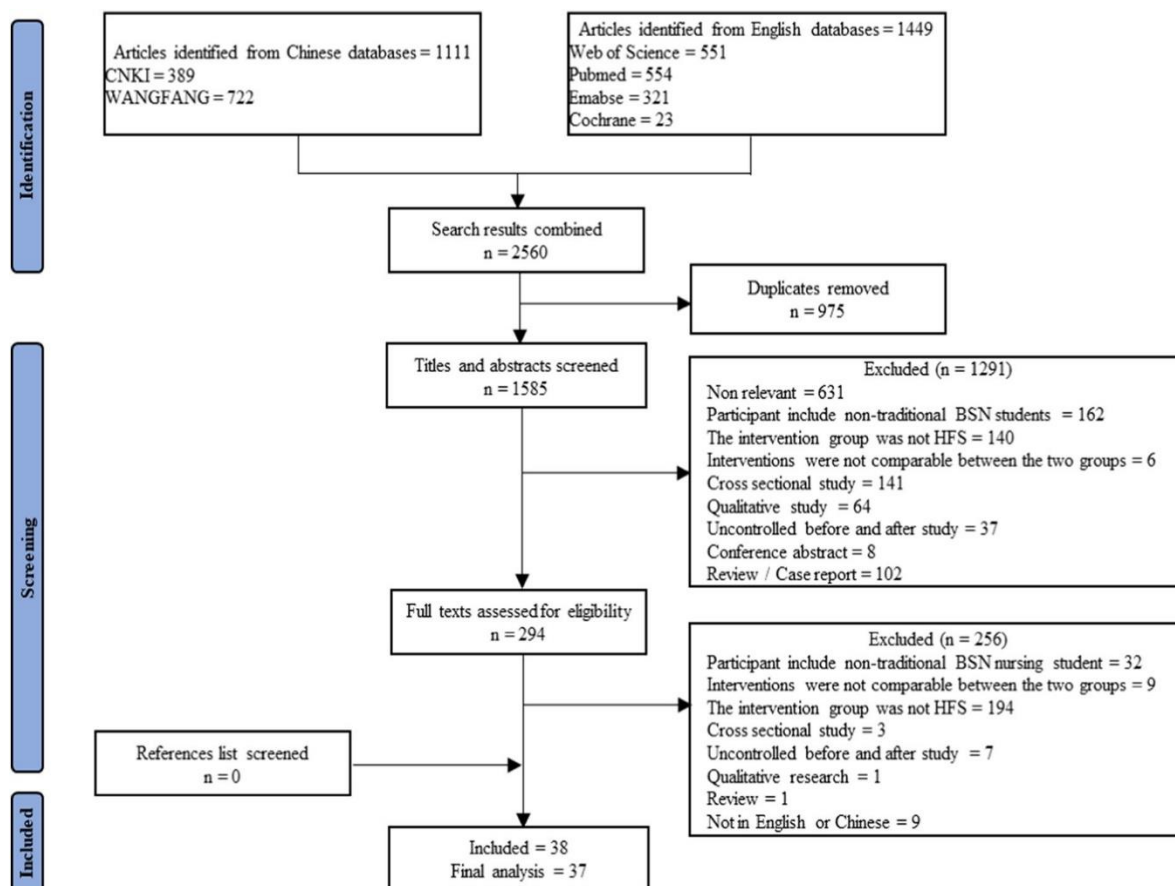 Identification
Articles identified from Chinese databases = 1111
CNKI = 389
WANGFANG = 722
Articles identified from English databases = 1449
Web of Science = 551
Pubmed = 554
Emabse = 321
Cochrane = 23
Search results combined
n = 2560
Duplicates removed
n = 975
Screening
Titles and abstracts screened
n = 1585
Excluded (n = 1291)
Non relevant = 631
Participant include non-traditional BSN students = 162
The intervention group was not HFS = 140
Interventions were not comparable between the two groups = 6
Cross sectional study = 141
Qualitative study = 64
Uncontrolled before and after study = 37
Conference abstract = 8
Review / Case report = 102
Full texts assessed for eligibility
n = 294
Excluded (n = 256)
Participant include non-traditional BSN nursing student = 32
Interventions were not comparable between the two groups = 9
The intervention group was not HFS = 194
Cross sectional study = 3
Uncontrolled before and after study = 7
Qualitative research = 1
Review = 1
Not in English or Chinese = 9
References list screened
n = 0
Included
Included = 38
Final analysis = 37